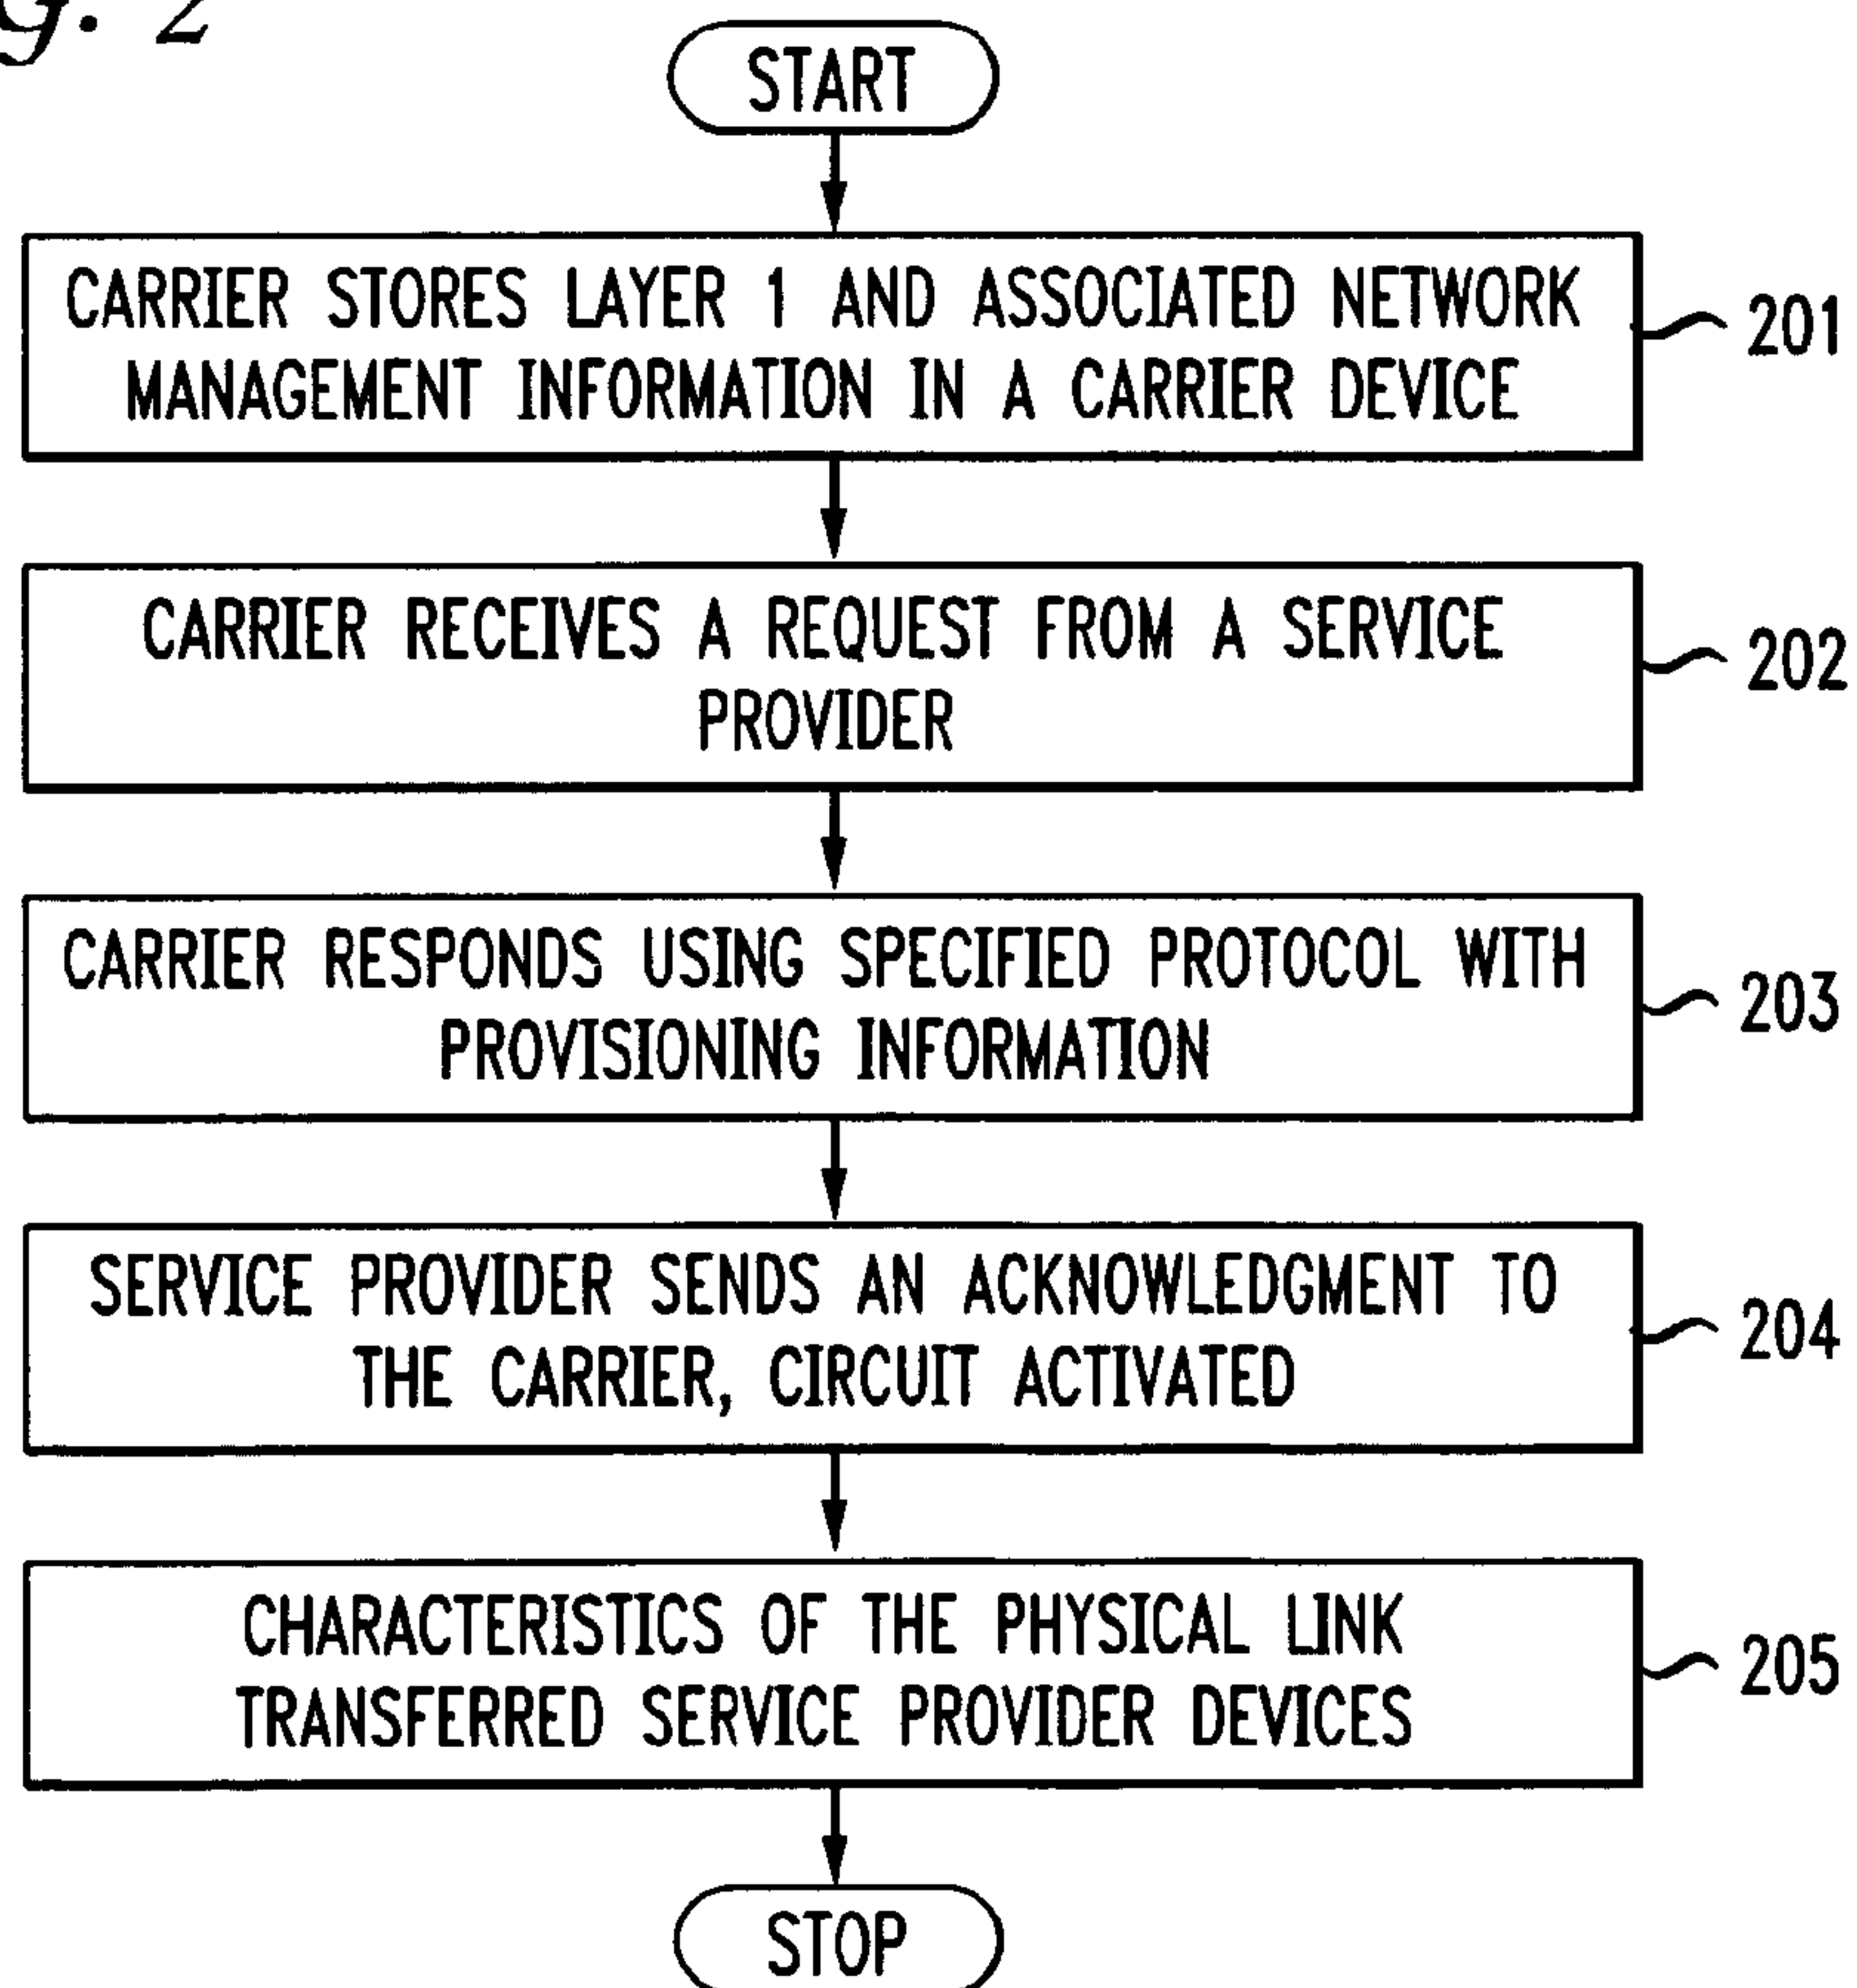 g. 2
START
CARRIER STORES LAYER 1 AND ASSOCIATED NETWORK
MANAGEMENT INFORMATION IN A CARRIER DEVICE
201
CARRIER RECEIVES A REQUEST FROM A SERVICE
PROVIDER
202
CARRIER RESPONDS USING SPECIFIED PROTOCOL WITH
PROVISIONING INFORMATION
203
SERVICE PROVIDER SENDS AN ACKNOWLEDGMENT TO
THE CARRIER, CIRCUIT ACTIVATED
204
CHARACTERISTICS OF THE PHYSICAL LINK
TRANSFERRED SERVICE PROVIDER DEVICES
205
STOP